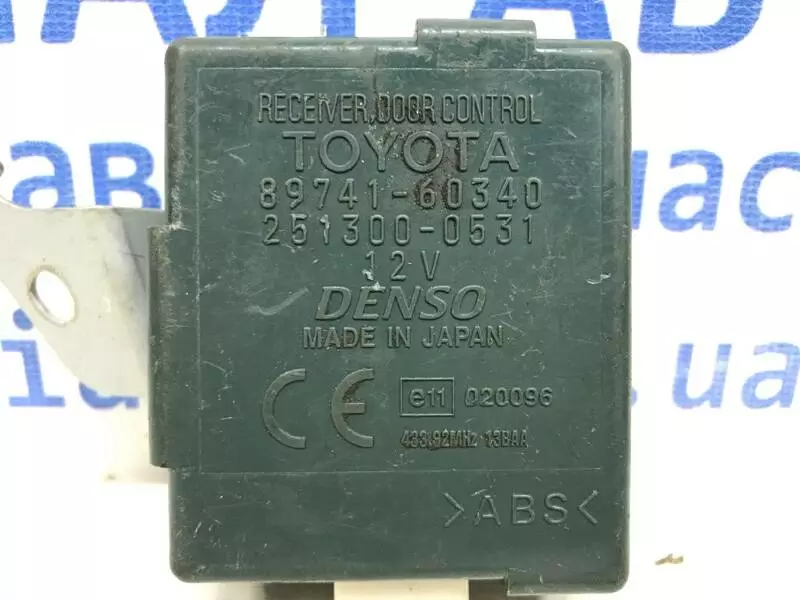 RECEIVER, DOOR CONTROL
TOYOTA
89741-60340
251300-0531
12V
DENSO
MADE IN JAPAN
CE e11 020096
433.92MHz 13BAA
>ABS<
.ua